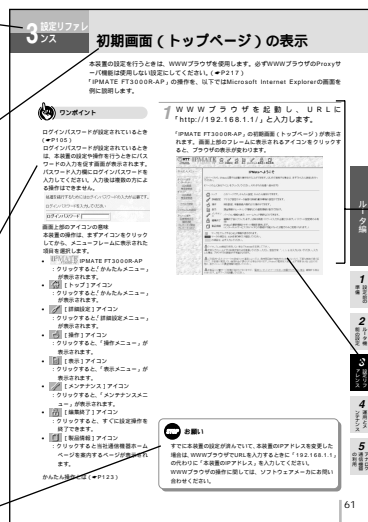 3 設定リファレンス
初期画面（トップページ）の表示
本装置の設定を行うときは、WWWブラウザを使用します。必ずWWWブラウザのProxyサ
ーバ機能は使用しない設定にしてください。(☛P217)
「IPMATE FT3000R-AP」の操作を、以下ではMicrosoft Internet Explorerの画面を
例に説明します。
ワンポイント
ログインパスワードが設定されているとき
(☛P105)
ログインパスワードが設定されているとき
は、本装置の設定や操作を行うときにパス
ワードの入力を促す画面が表示されます。
パスワード入力欄にログインパスワードを
入力してください。入力後は複数の方によ
る操作はできません。
ログインパスワードを入力してください
ログインパスワード
画面上部のアイコンの意味
本装置の操作は、まずアイコンをクリック
してから、メニューフレームに表示された
項目を選択します。
• IPMATE IPMATE FT3000R-AP
：クリックすると「かんたんメニュー」
が表示されます。
• [トップ]アイコン
：クリックすると「かんたんメニュー」
が表示されます。
• [詳細設定]アイコン
：クリックすると「詳細設定メニュー」
が表示されます。
• [操作]アイコン
：クリックすると、「操作メニュー」が
表示されます。
• [表示]アイコン
：クリックすると、「表示メニュー」が
表示されます。
• [メンテナンス]アイコン
：クリックすると、「メンテナンスメニ
ュー」が表示されます。
• [編集終了]アイコン
：クリックすると、すぐに設定操作を
終了できます。
• [製品情報]アイコン
：クリックすると当社通信機器ホーム
ページを案内するページが表示され
ます。
かんたん操作とは(☛P123)
1 WWWブラウザを起動し、URLに
「http://192.168.1.1/」と入力します。
「IPMATE FT3000R-AP」の初期画面（トップページ）が表示さ
れます。画面上部のフレームに表示されるアイコンをクリックす
ると、ブラウザの表示が変わります。
IPMATE
お願い
すでに本装置の設定が済んでいて、本装置のIPアドレスを変更した
場合は、WWWブラウザでURLを入力するときに「192.168.1.1」
の代わりに「本装置のIPアドレス」を入力してください。
WWWブラウザの操作に関しては、ソフトウェアメーカにお問い
合わせください。
ルータ編
1 設定前の準備
2
3 設定リファレンス
4
5
61